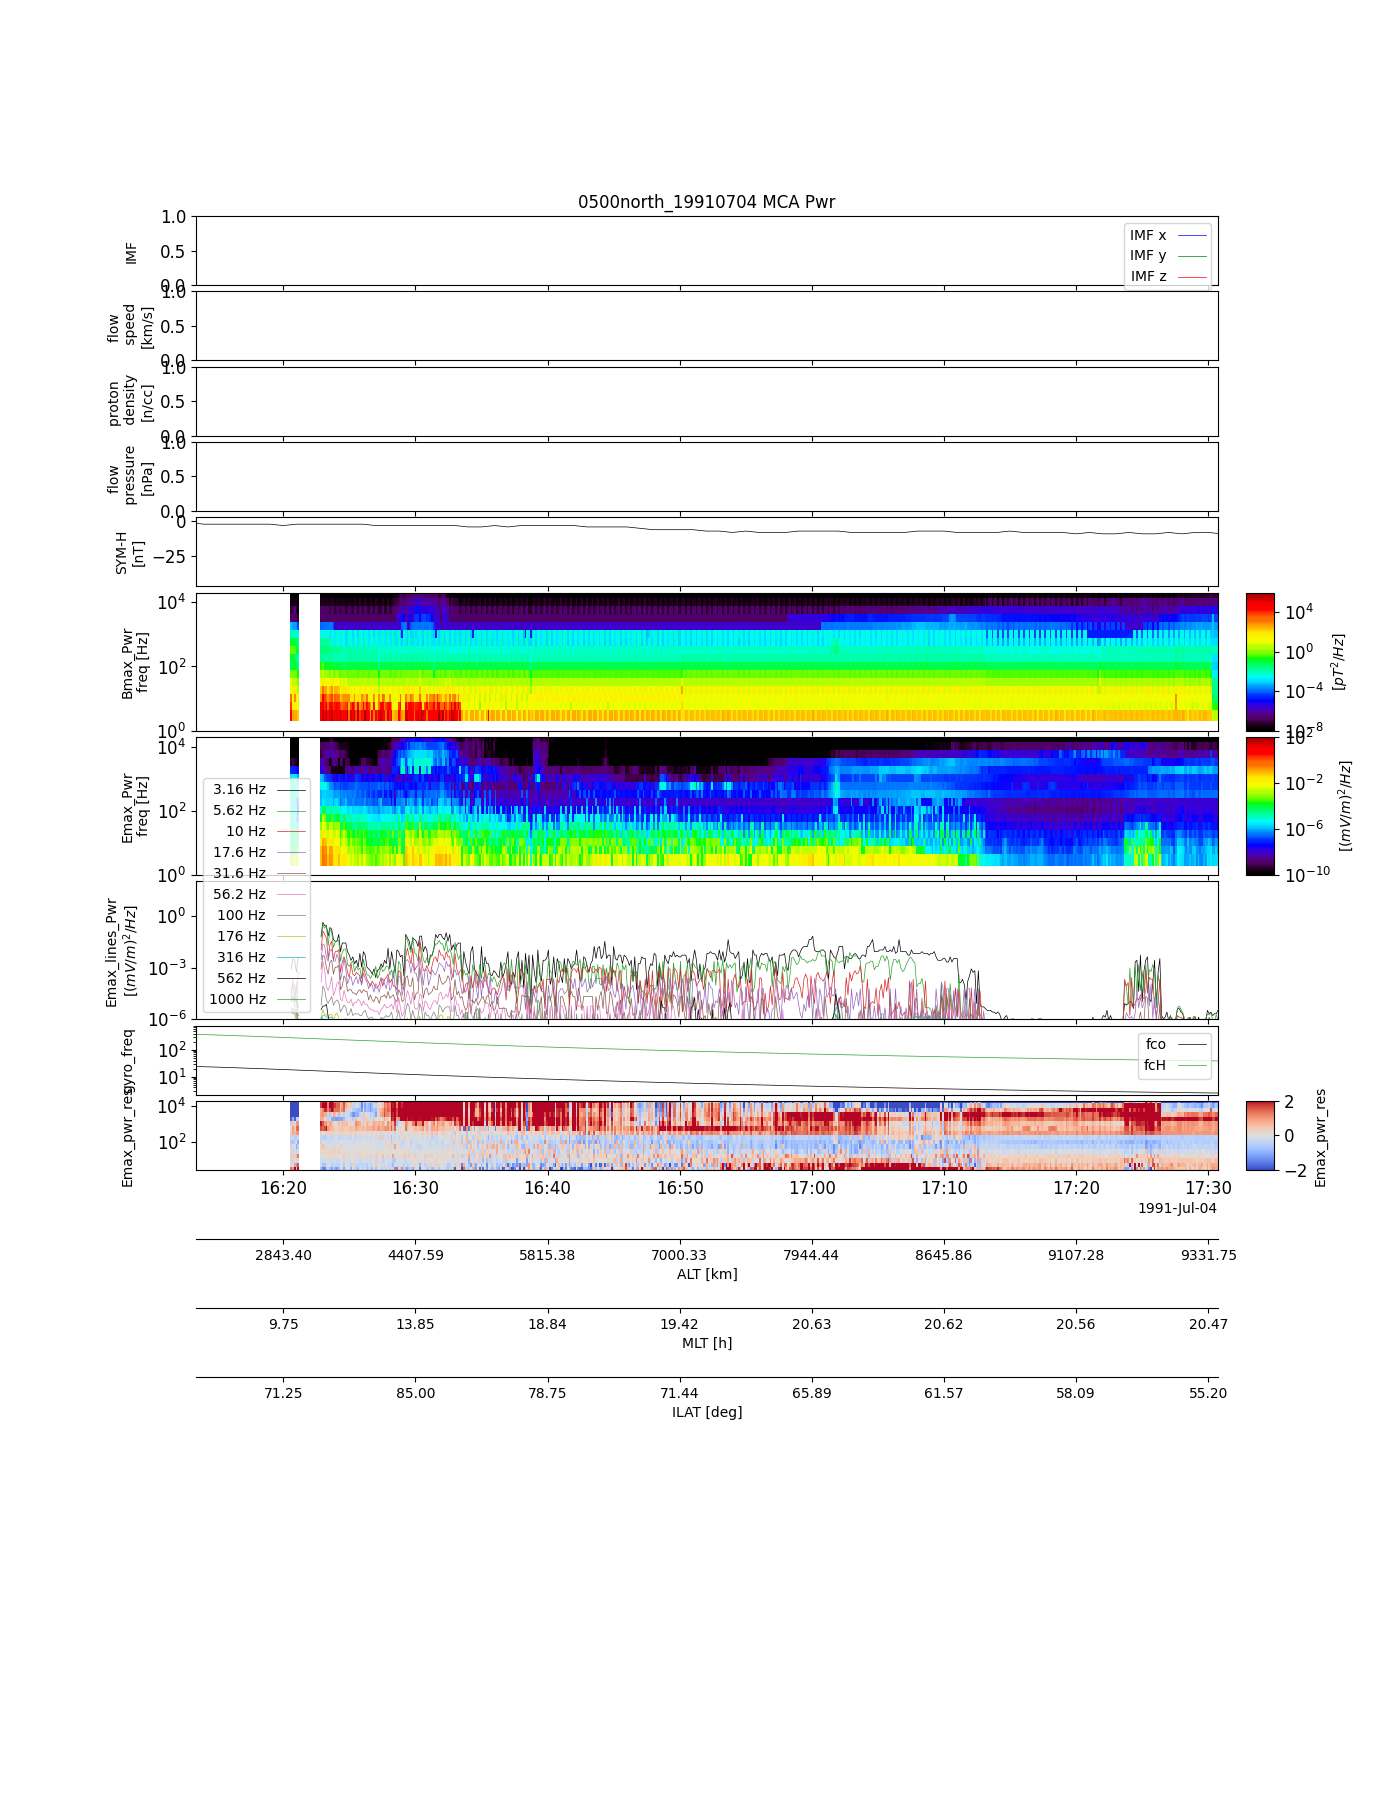 0500north_19910704 MCA Pwr
1.0
0.5
0.0
IMF
IMF x
IMF y
IMF z
1.0
0.5
0.0
flow
speed
[km/s]
1.0
0.5
0.0
proton
density
[n/cc]
1.0
0.5
0.0
flow
pressure
[nPa]
0
−25
SYM-H
[nT]
10^4
10^2
10^0
Bmax_Pwr
freq [Hz]
10^4
10^0
10^−4
10^−8
[pT^2/Hz]
10^4
10^2
10^0
Emax_Pwr
freq [Hz]
10^2
10^−2
10^−6
10^−10
[(mV/m)^2/Hz]
3.16 Hz
5.62 Hz
10 Hz
17.6 Hz
31.6 Hz
56.2 Hz
100 Hz
176 Hz
316 Hz
562 Hz
1000 Hz
10^0
10^−3
10^−6
Emax_lines_Pwr
[(mV/m)^2/Hz]
10^2
10^1
gyro_freq
fco
fcH
10^4
10^2
Emax_pwr_res
2
0
−2
Emax_pwr_res
16:20 16:30 16:40 16:50 17:00 17:10 17:20 17:30
1991-Jul-04
2843.40 4407.59 5815.38 7000.33 7944.44 8645.86 9107.28 9331.75
ALT [km]
9.75 13.85 18.84 19.42 20.63 20.62 20.56 20.47
MLT [h]
71.25 85.00 78.75 71.44 65.89 61.57 58.09 55.20
ILAT [deg]